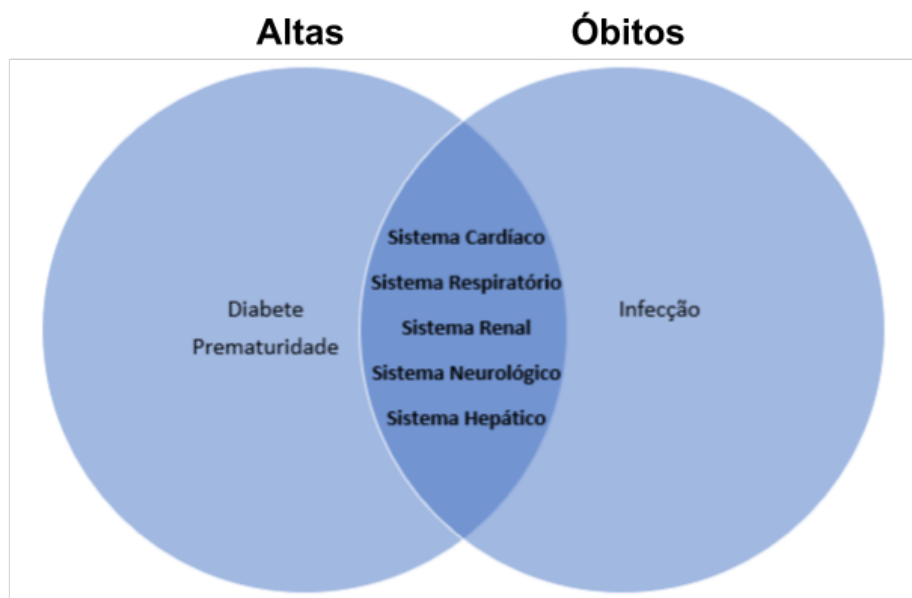 Altas
Óbitos
Sistema Cardíaco
Sistema Respiratório
Sistema Renal
Sistema Neurológico
Sistema Hepático
Diabete
Prematuridade
Infecção